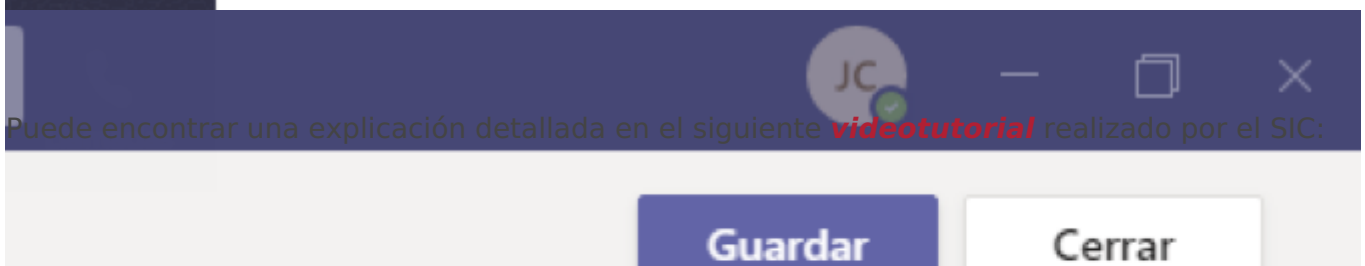 JC
Puede encontrar una explicación detallada en el siguiente videotutorial realizado por el SIC:
Guardar Cerrar